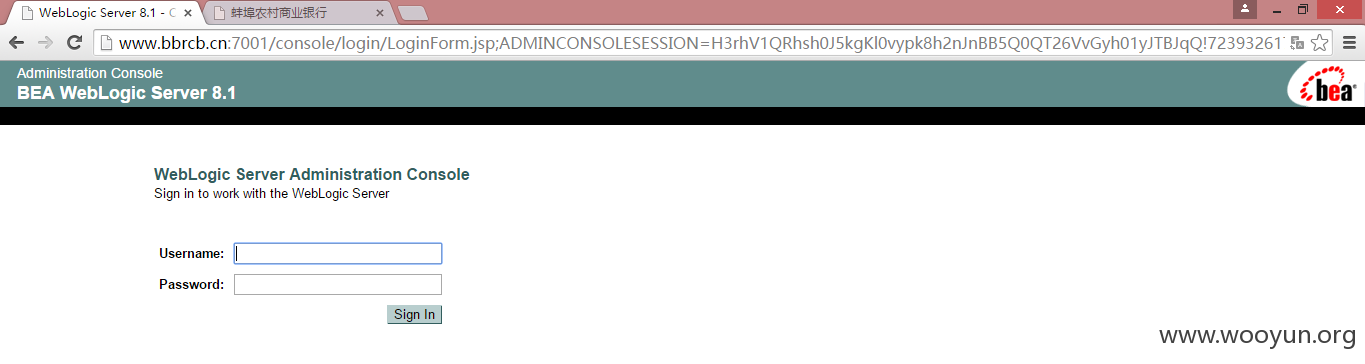 WebLogic Server 8.1 - C
蚌埠农村商业银行
www.bbrcb.cn:7001/console/login/LoginForm.jsp;ADMINCONSOLESESSION=H3rhV1QRhsh0J5kgKl0vypk8h2nJnBB5Q0QT26VvGyh01yJTBJqQ!72393261
Administration Console
BEA WebLogic Server 8.1
bea
WebLogic Server Administration Console
Sign in to work with the WebLogic Server
Username:
Password:
Sign In
www.wooyun.org